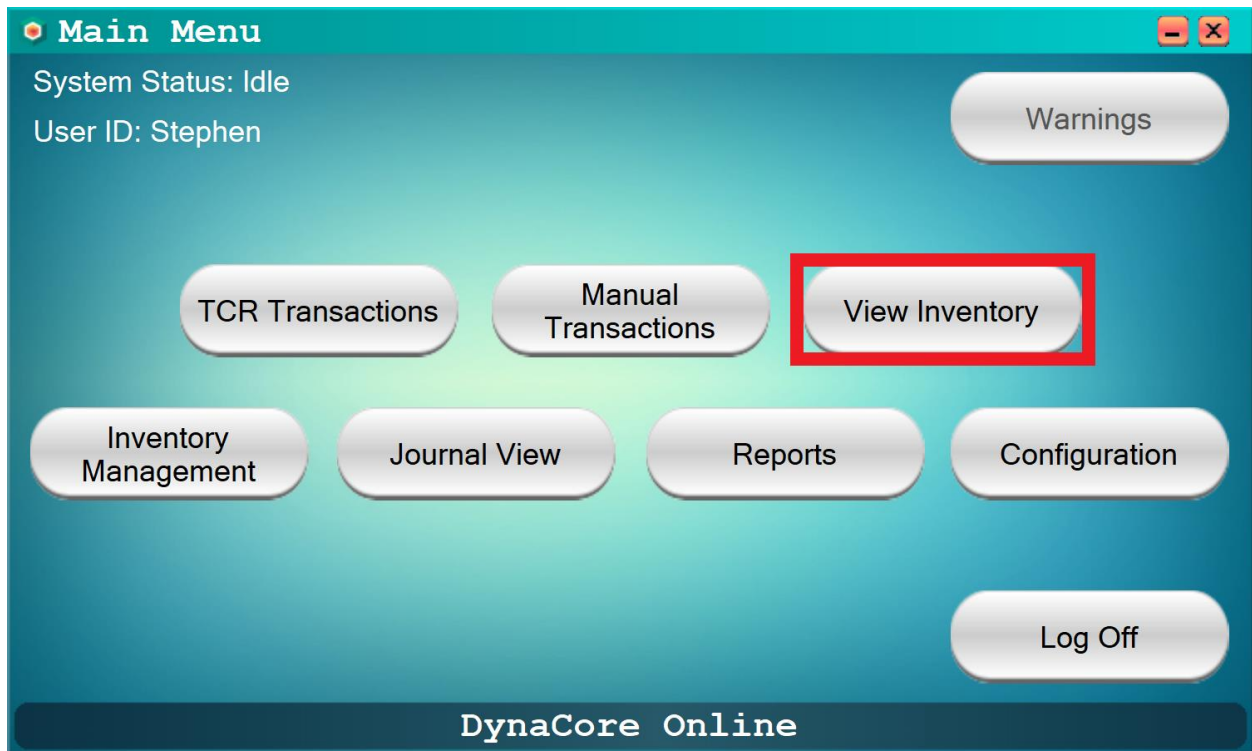 Main Menu
System Status: Idle
User ID: Stephen
Warnings
TCR Transactions
Manual
Transactions
View Inventory
Inventory
Management
Journal View
Reports
Configuration
Log Off
DynaCore Online